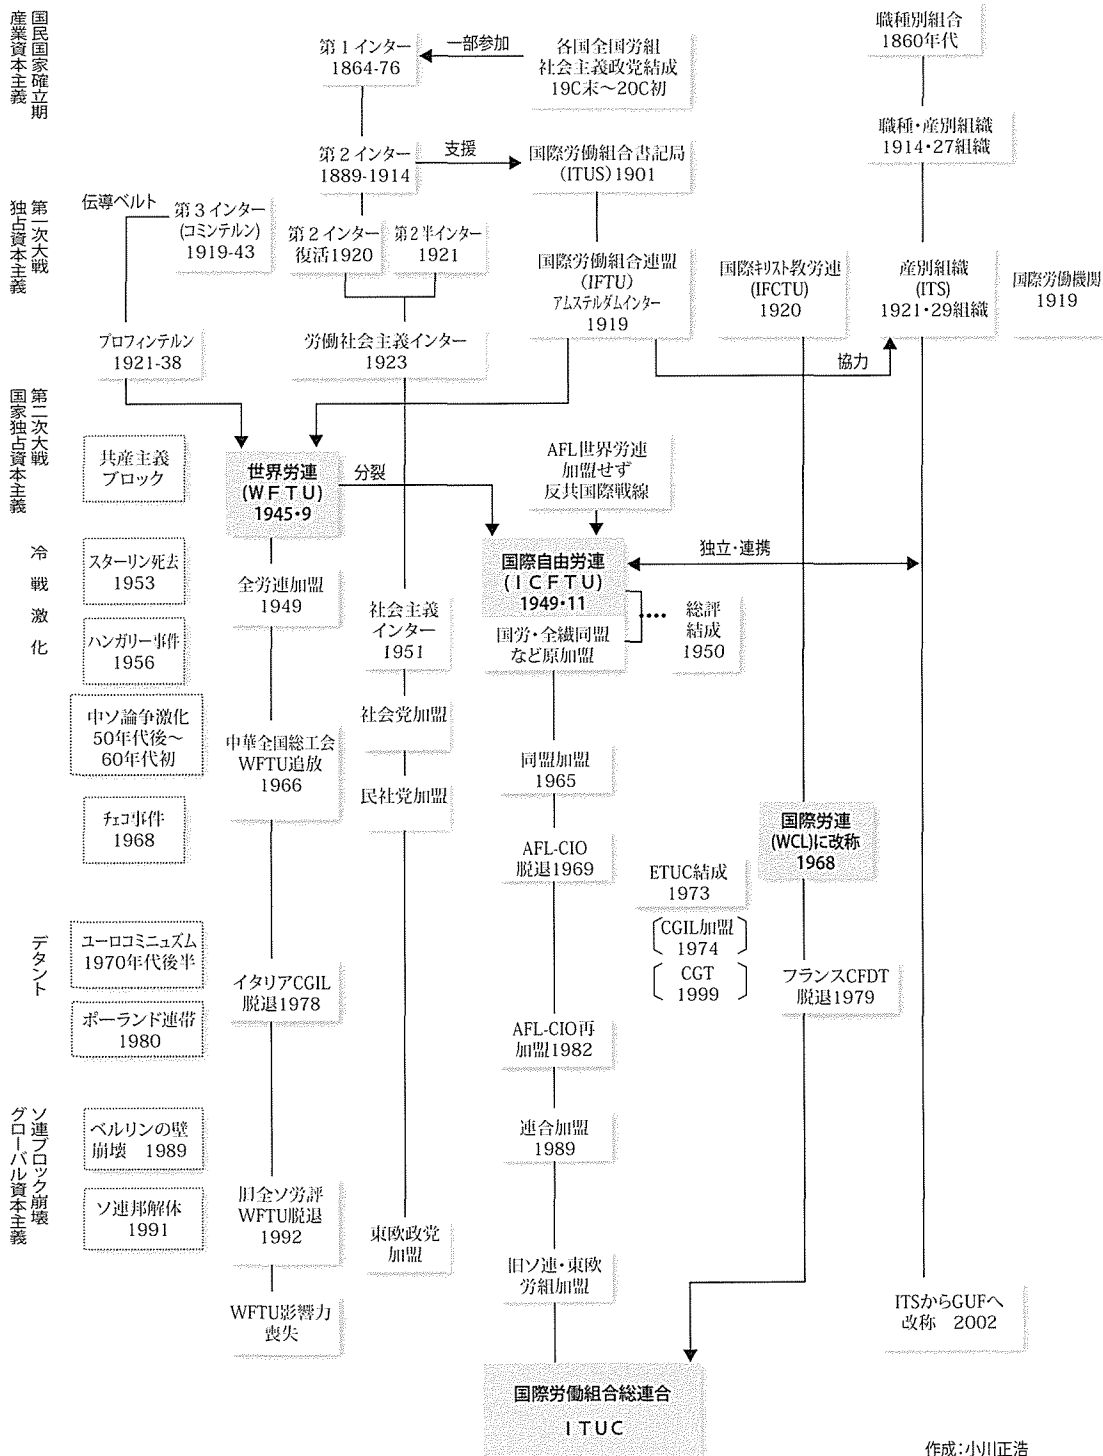 国民国家確立期
産業資本主義
第1インター
1864-76
一部参加
各国全国労組
社会主義政党結成
19C末～20C初
職種別組合
1860年代
職種・産別組織
1914・27組織
第2インター
1889-1914
支援
国際労働組合書記局
(ITUS)1901
第一次大戦
独占資本主義
伝導ベルト
第3インター
(コミンテルン)
1919-43
第2インター
復活1920
第2半インター
1921
国際労働組合連盟
(IFTU)
アムステルダムインター
1919
国際キリスト教労連
(IFCTU)
1920
産別組織
(ITS)
1921・29組織
国際労働機関
1919
プロフィンテルン
1921-38
労働社会主義インター
1923
協力
第二次大戦
国家独占資本主義
共産主義
ブロック
世界労連
(WFTU)
1945・9
分裂
AFL世界労連
加盟せず
反共国際戦線
冷戦激化
スターリン死去
1953
全労連加盟
1949
社会主義
インター
1951
国際自由労連
(ICFTU)
1949・11
国労・全繊同盟
など原加盟
独立・連携
総評
結成
1950
ハンガリー事件
1956
中ソ論争激化
50年代後～
60年代初
中華全国総工会
WFTU追放
1966
社会党加盟
民社党加盟
同盟加盟
1965
チェコ事件
1968
AFL-CIO
脱退1969
国際労連
(WCL)に改称
1968
ETUC結成
1973
CGIL加盟
1974
CGT
1999
デタント
ユーロコミニュズム
1970年代後半
イタリアCGIL
脱退1978
フランスCFDT
脱退1979
ポーランド連帯
1980
AFL-CIO再
加盟1982
ソ連ブロック崩壊
グローバル資本主義
ベルリンの壁
崩壊 1989
連合加盟
1989
ソ連邦解体
1991
旧全ソ労評
WFTU脱退
1992
東欧政党
加盟
旧ソ連・東欧
労組加盟
WFTU影響力
喪失
ITSからGUFへ
改称 2002
国際労働組合総連合
ITUC
作成：小川正浩